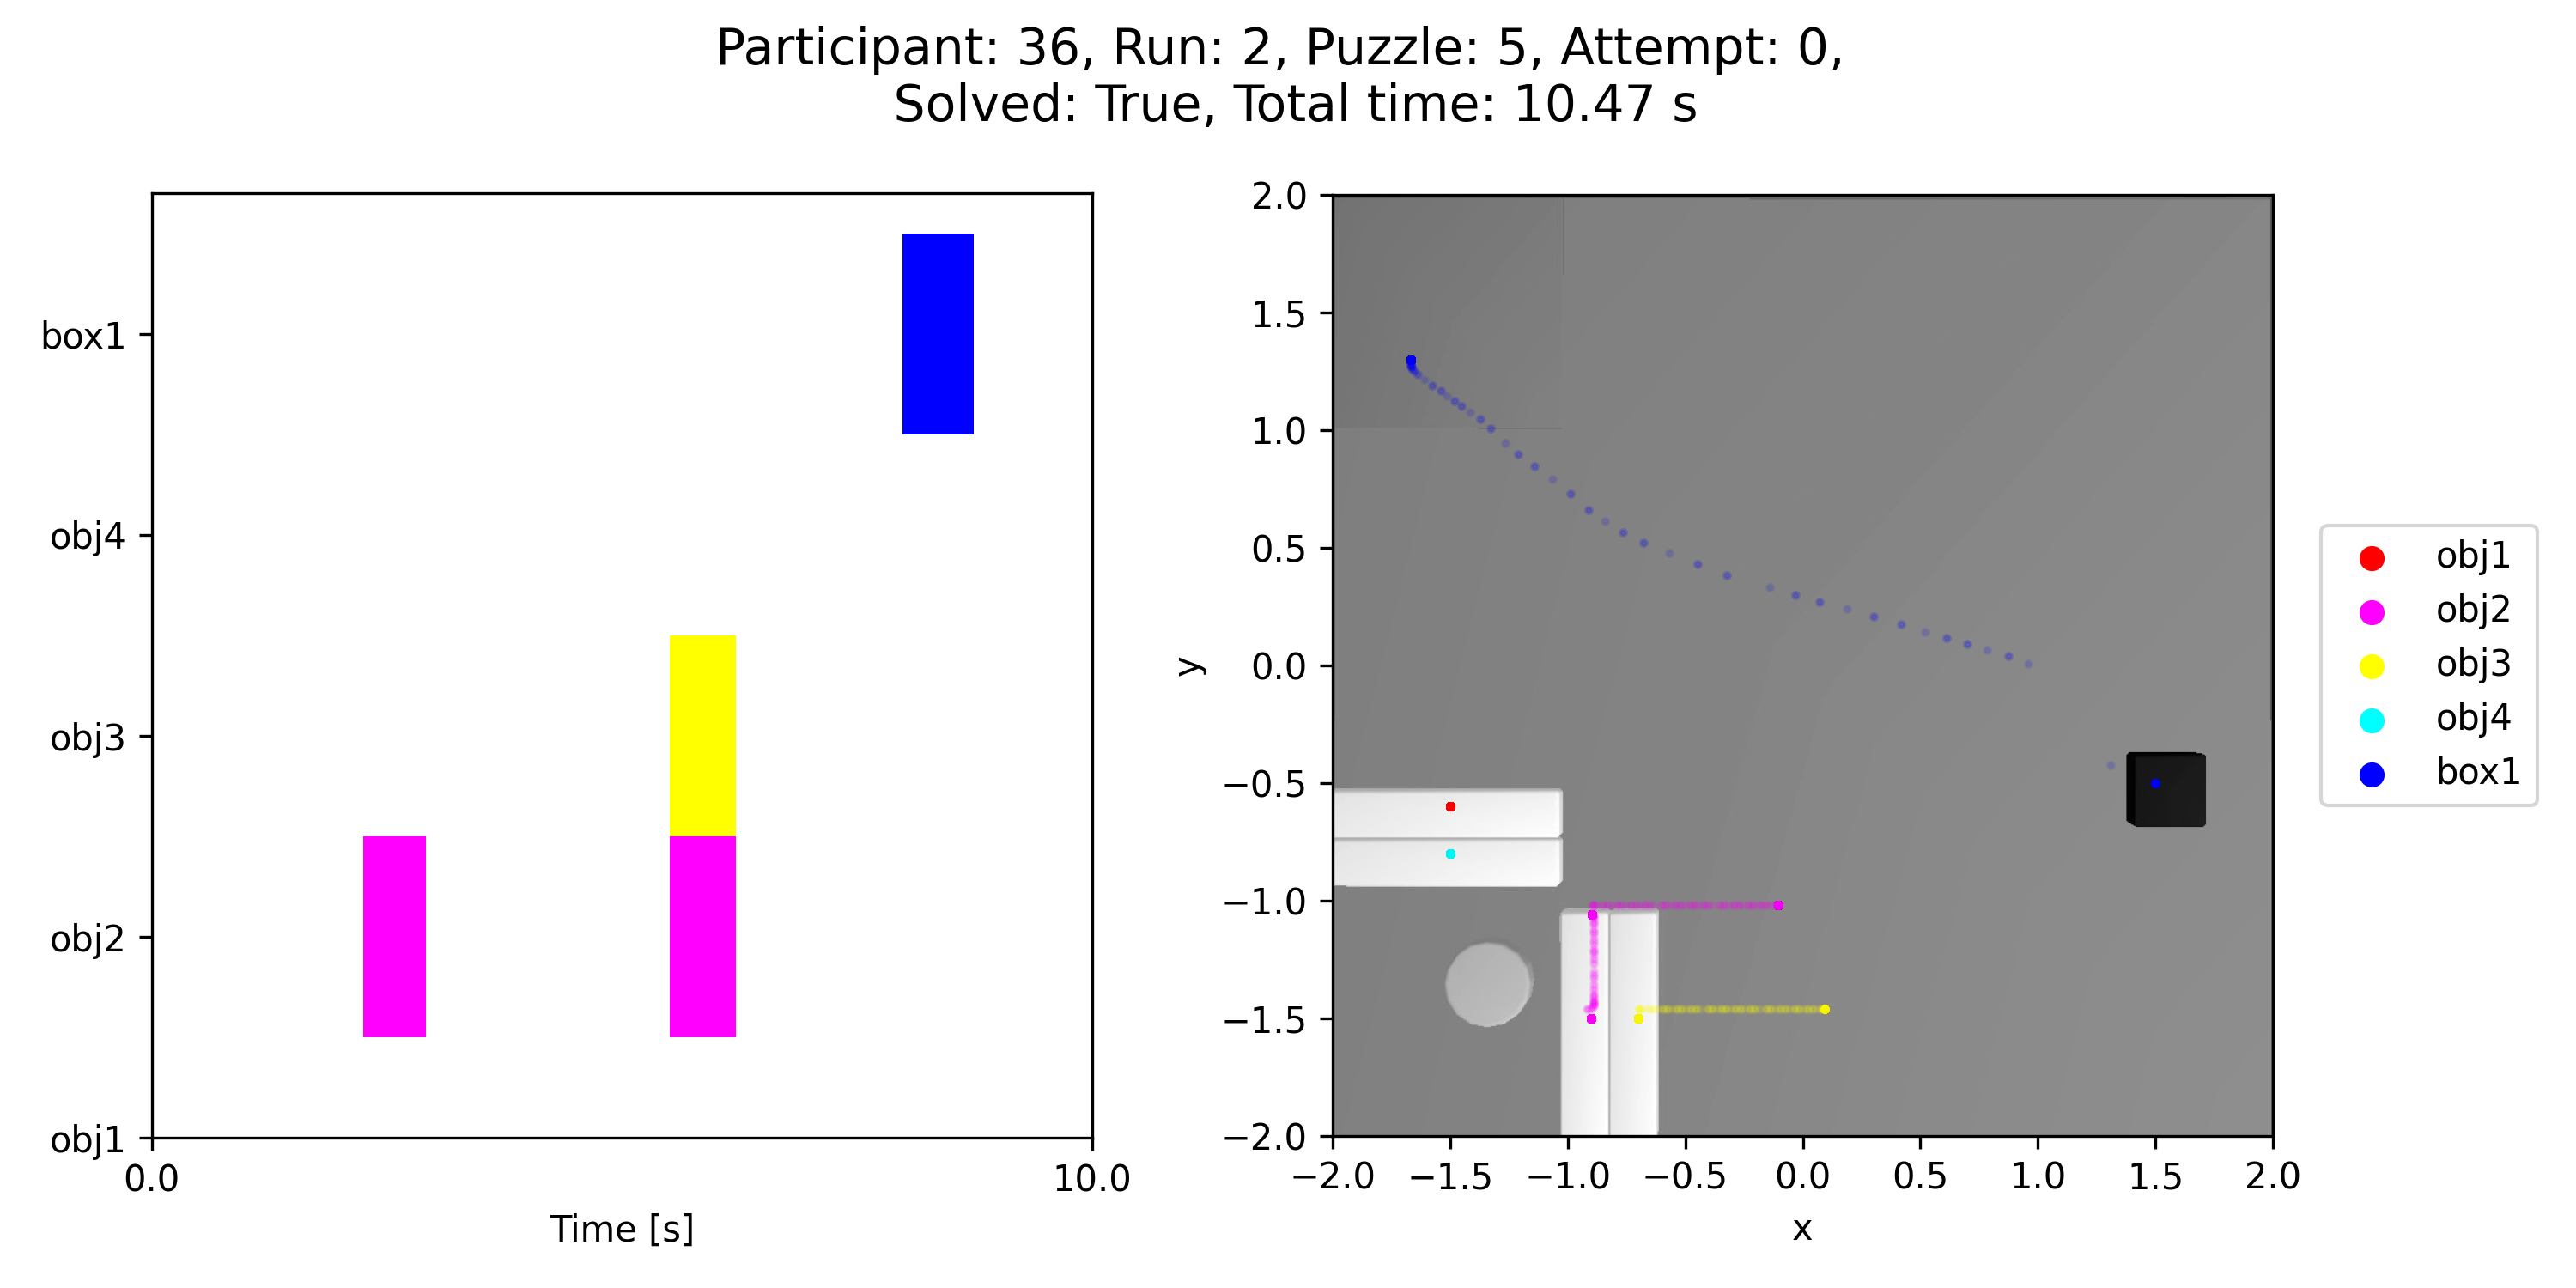 Participant: 36, Run: 2, Puzzle: 5, Attempt: 0,
Solved: True, Total time: 10.47 s
box1
obj4
obj3
obj2
obj1
0.0
10.0
Time [s]
2.0
1.5
1.0
0.5
0.0
−0.5
−1.0
−1.5
−2.0
y
−2.0
−1.5
−1.0
−0.5
0.0
0.5
1.0
1.5
2.0
x
obj1
obj2
obj3
obj4
box1